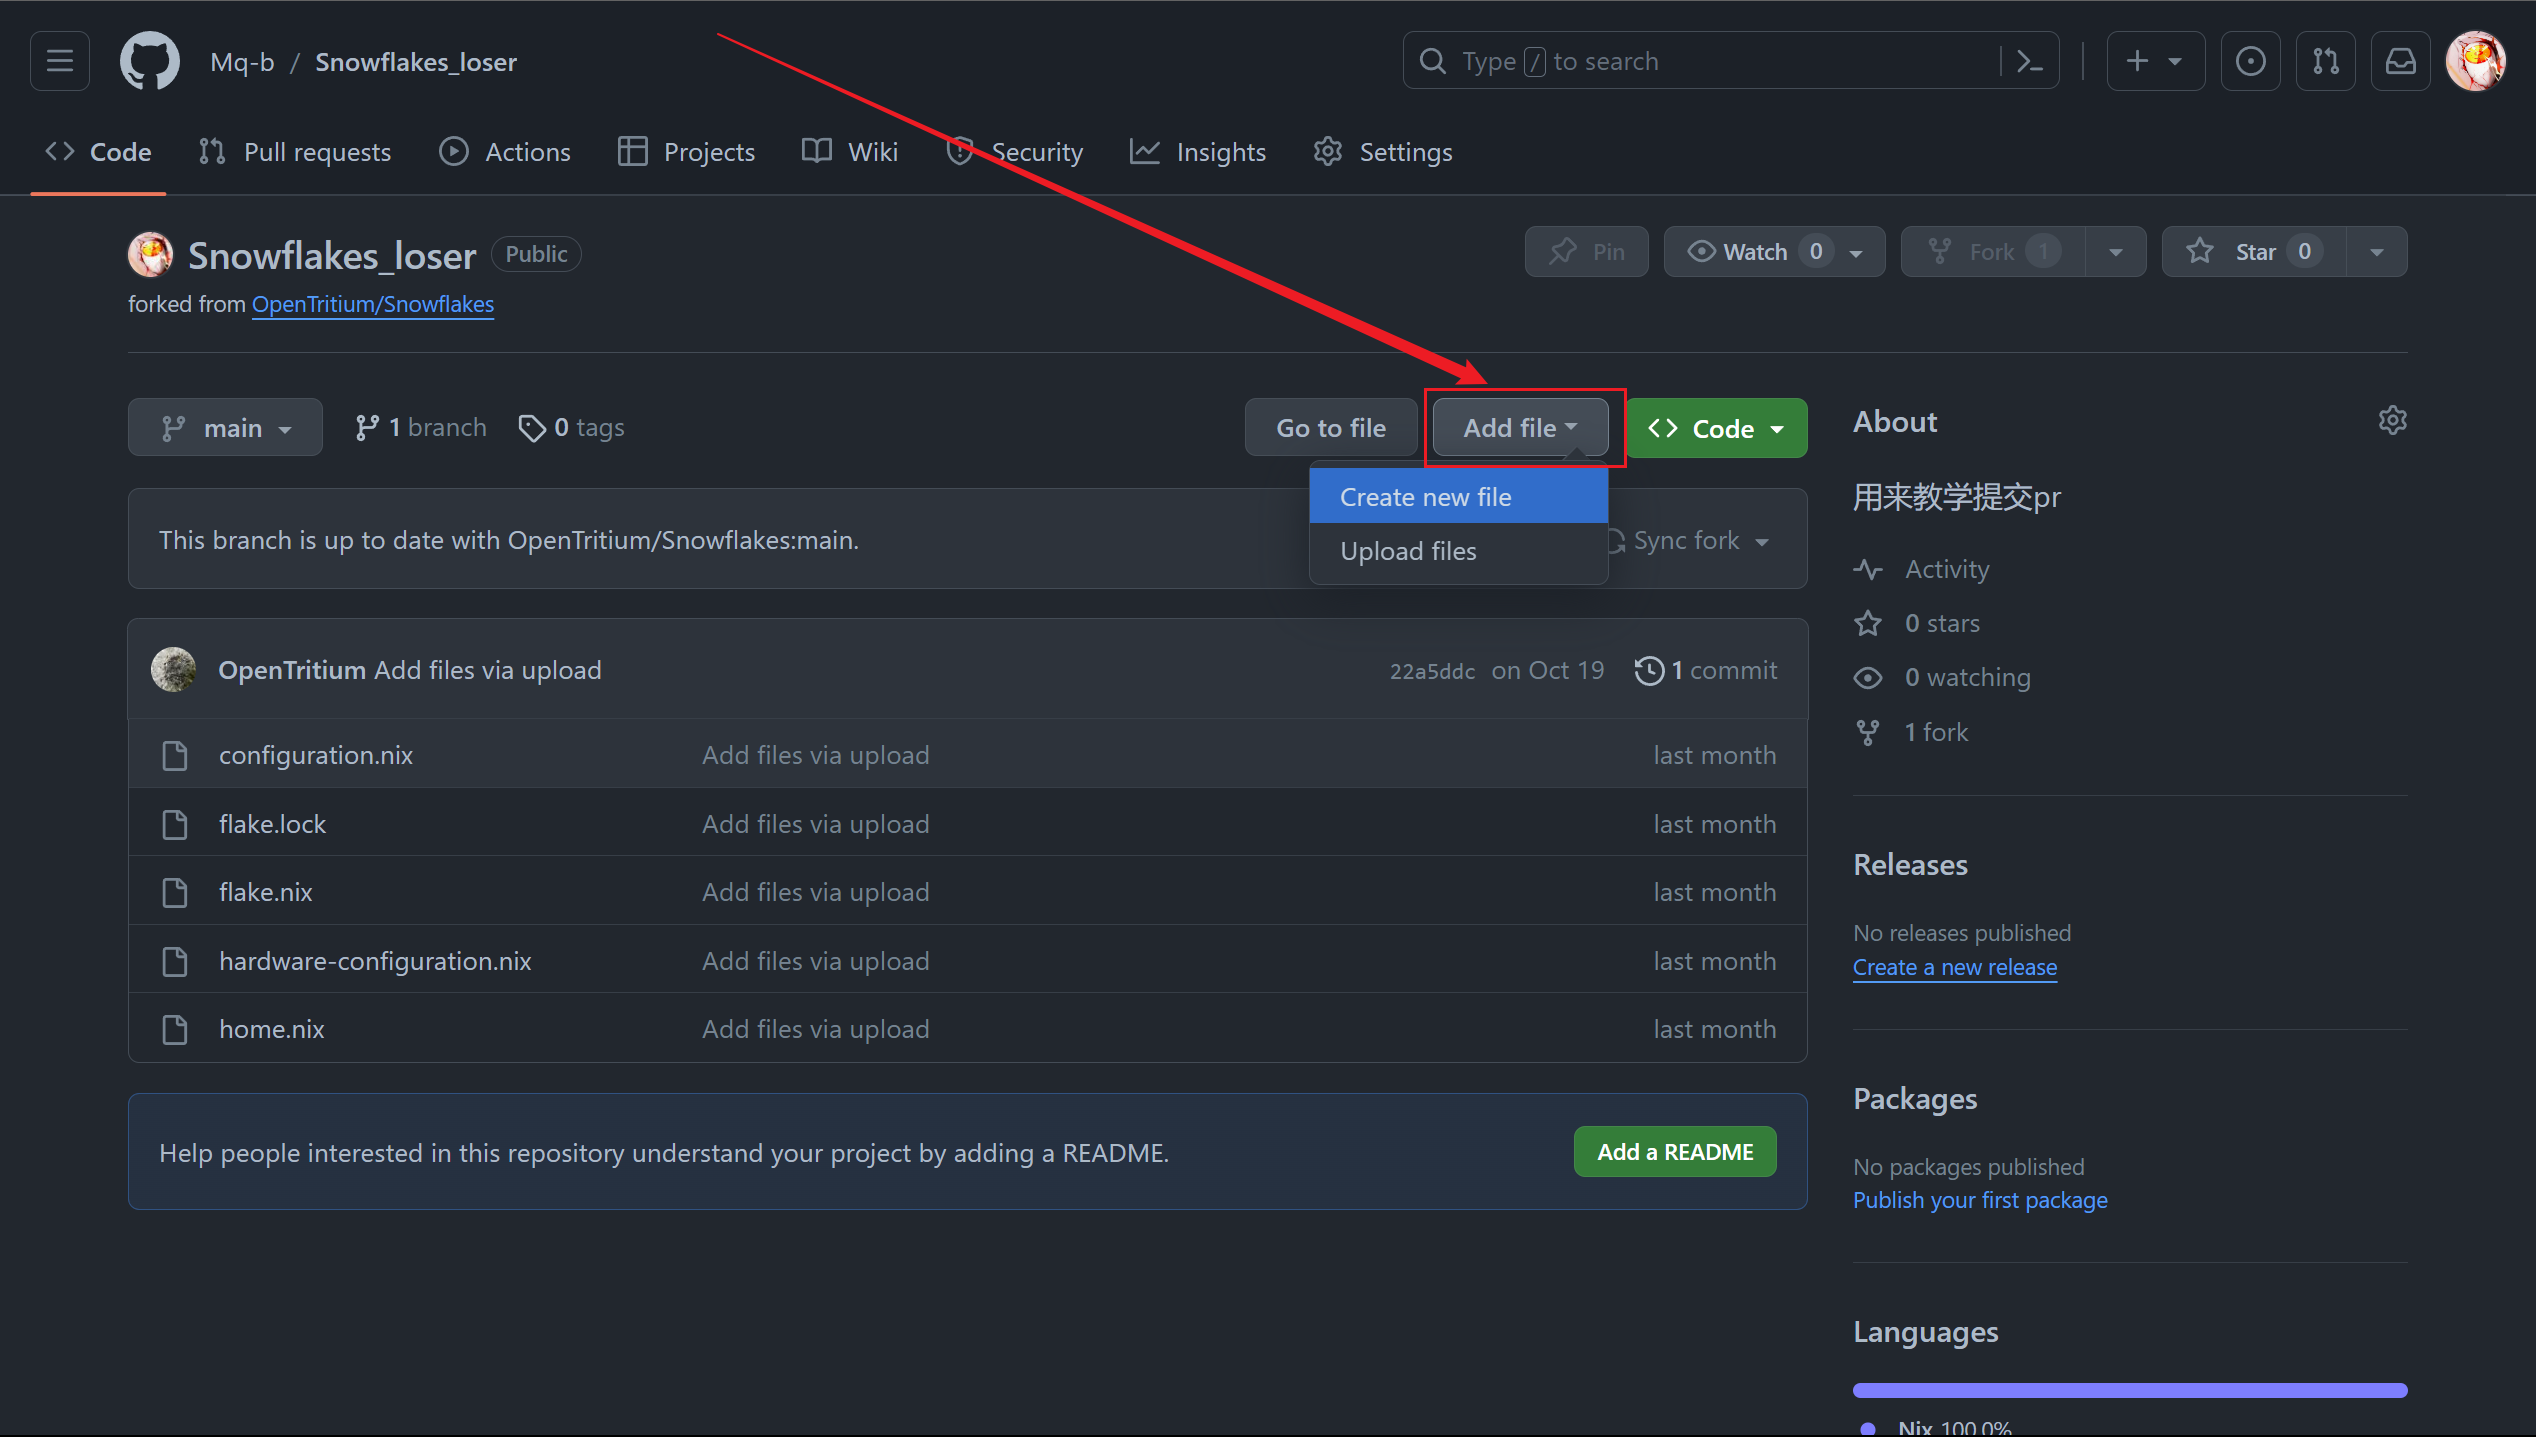 Mq-b / Snowflakes_loser
Type / to search
Code Pull requests Actions Projects Wiki Security Insights Settings
Snowflakes_loser Public
Pin Watch 0 Fork 1 Star 0
forked from OpenTritium/Snowflakes
main 1 branch 0 tags Go to file Add file Code
Create new file
Upload files
This branch is up to date with OpenTritium/Snowflakes:main. Sync fork
OpenTritium Add files via upload 22a5ddc on Oct 19 1 commit
configuration.nix Add files via upload last month
flake.lock Add files via upload last month
flake.nix Add files via upload last month
hardware-configuration.nix Add files via upload last month
home.nix Add files via upload last month
Help people interested in this repository understand your project by adding a README. Add a README
About
用来教学提交pr
Activity
0 stars
0 watching
1 fork
Releases
No releases published
Create a new release
Packages
No packages published
Publish your first package
Languages
Nix 100.0%